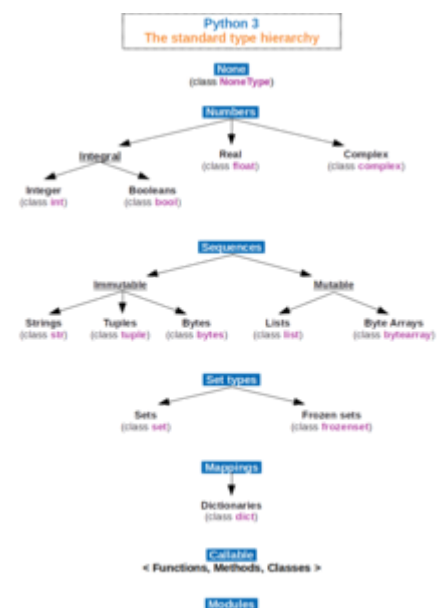 Python 3
The standard type hierarchy
None
(class NoneType)
Numbers
Integral
Real
(class float)
Complex
(class complex)
Integer
(class int)
Booleans
(class bool)
Sequences
Immutable
Mutable
Strings
(class str)
Tuples
(class tuple)
Bytes
(class bytes)
Lists
(class list)
Byte Arrays
(class bytearray)
Set types
Sets
(class set)
Frozen sets
(class frozenset)
Mappings
Dictionaries
(class dict)
Callable
< Functions, Methods, Classes >
Modules